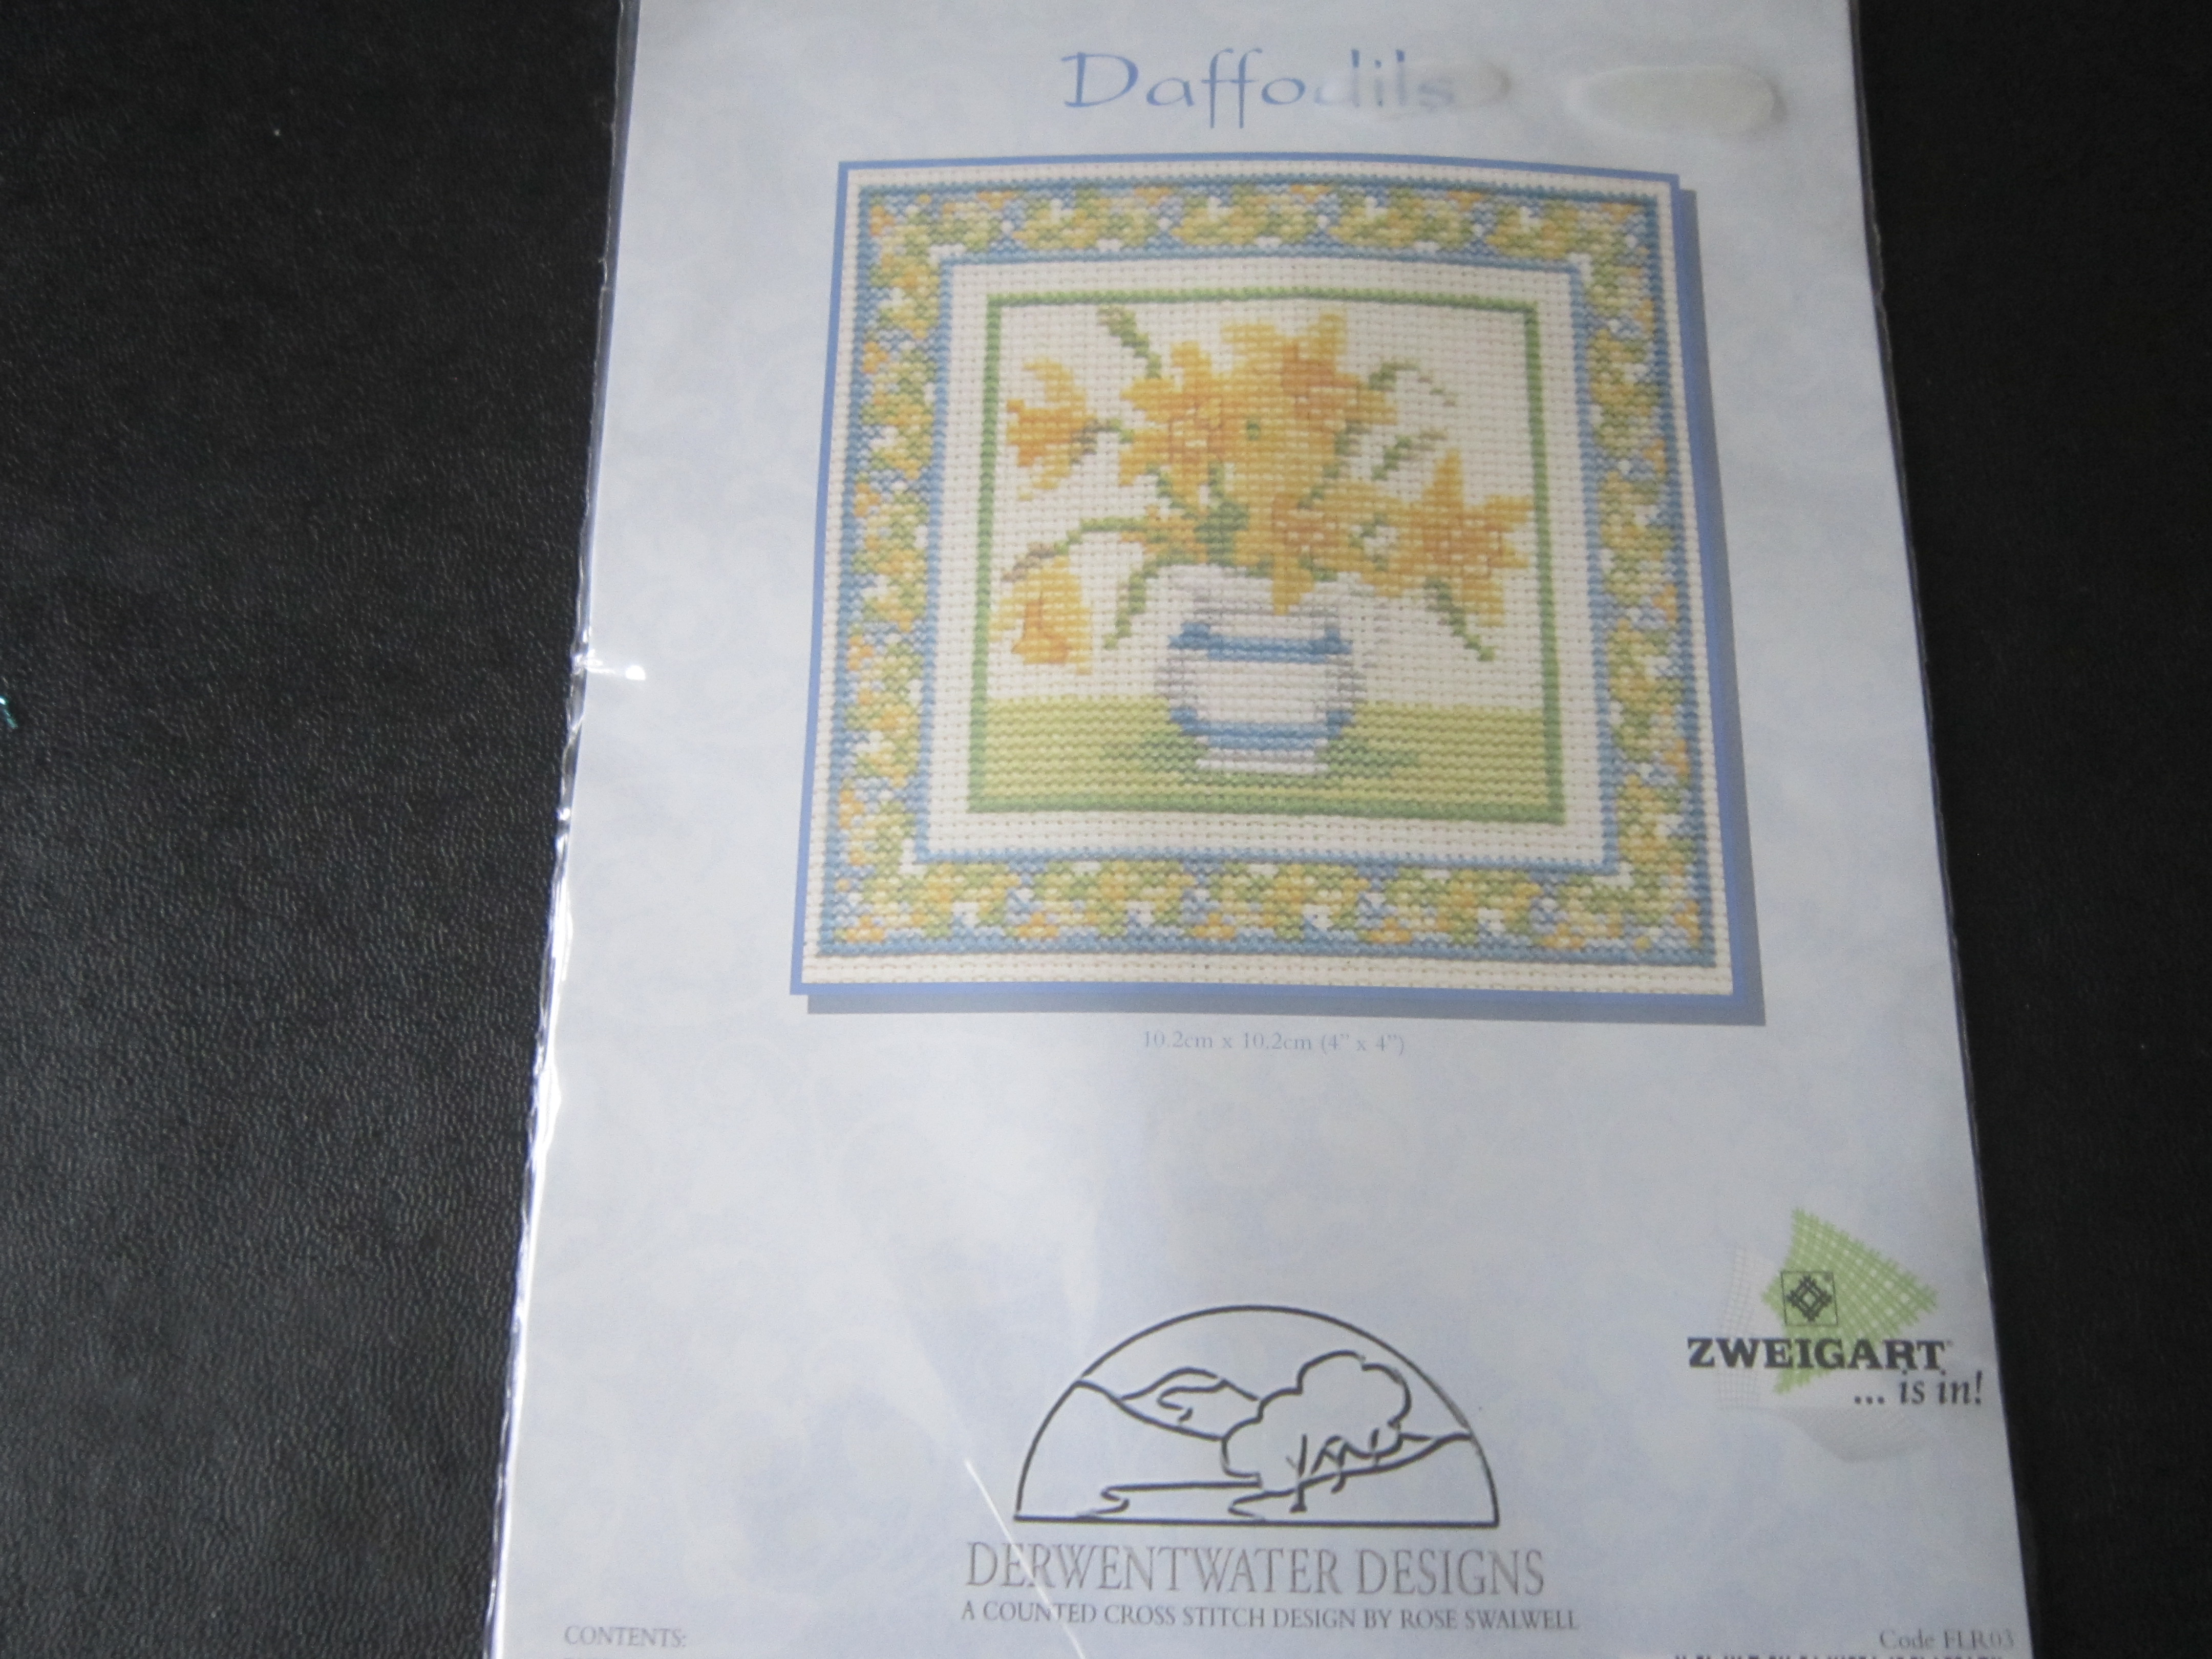 Daffodils
10.2cm x 10.2cm (4" x 4")
ZWEIGART
... is in!
DERWENTWATER DESIGNS
A COUNTED CROSS STITCH DESIGN BY ROSE SWALWELL
CONTENTS:
Code FLR03